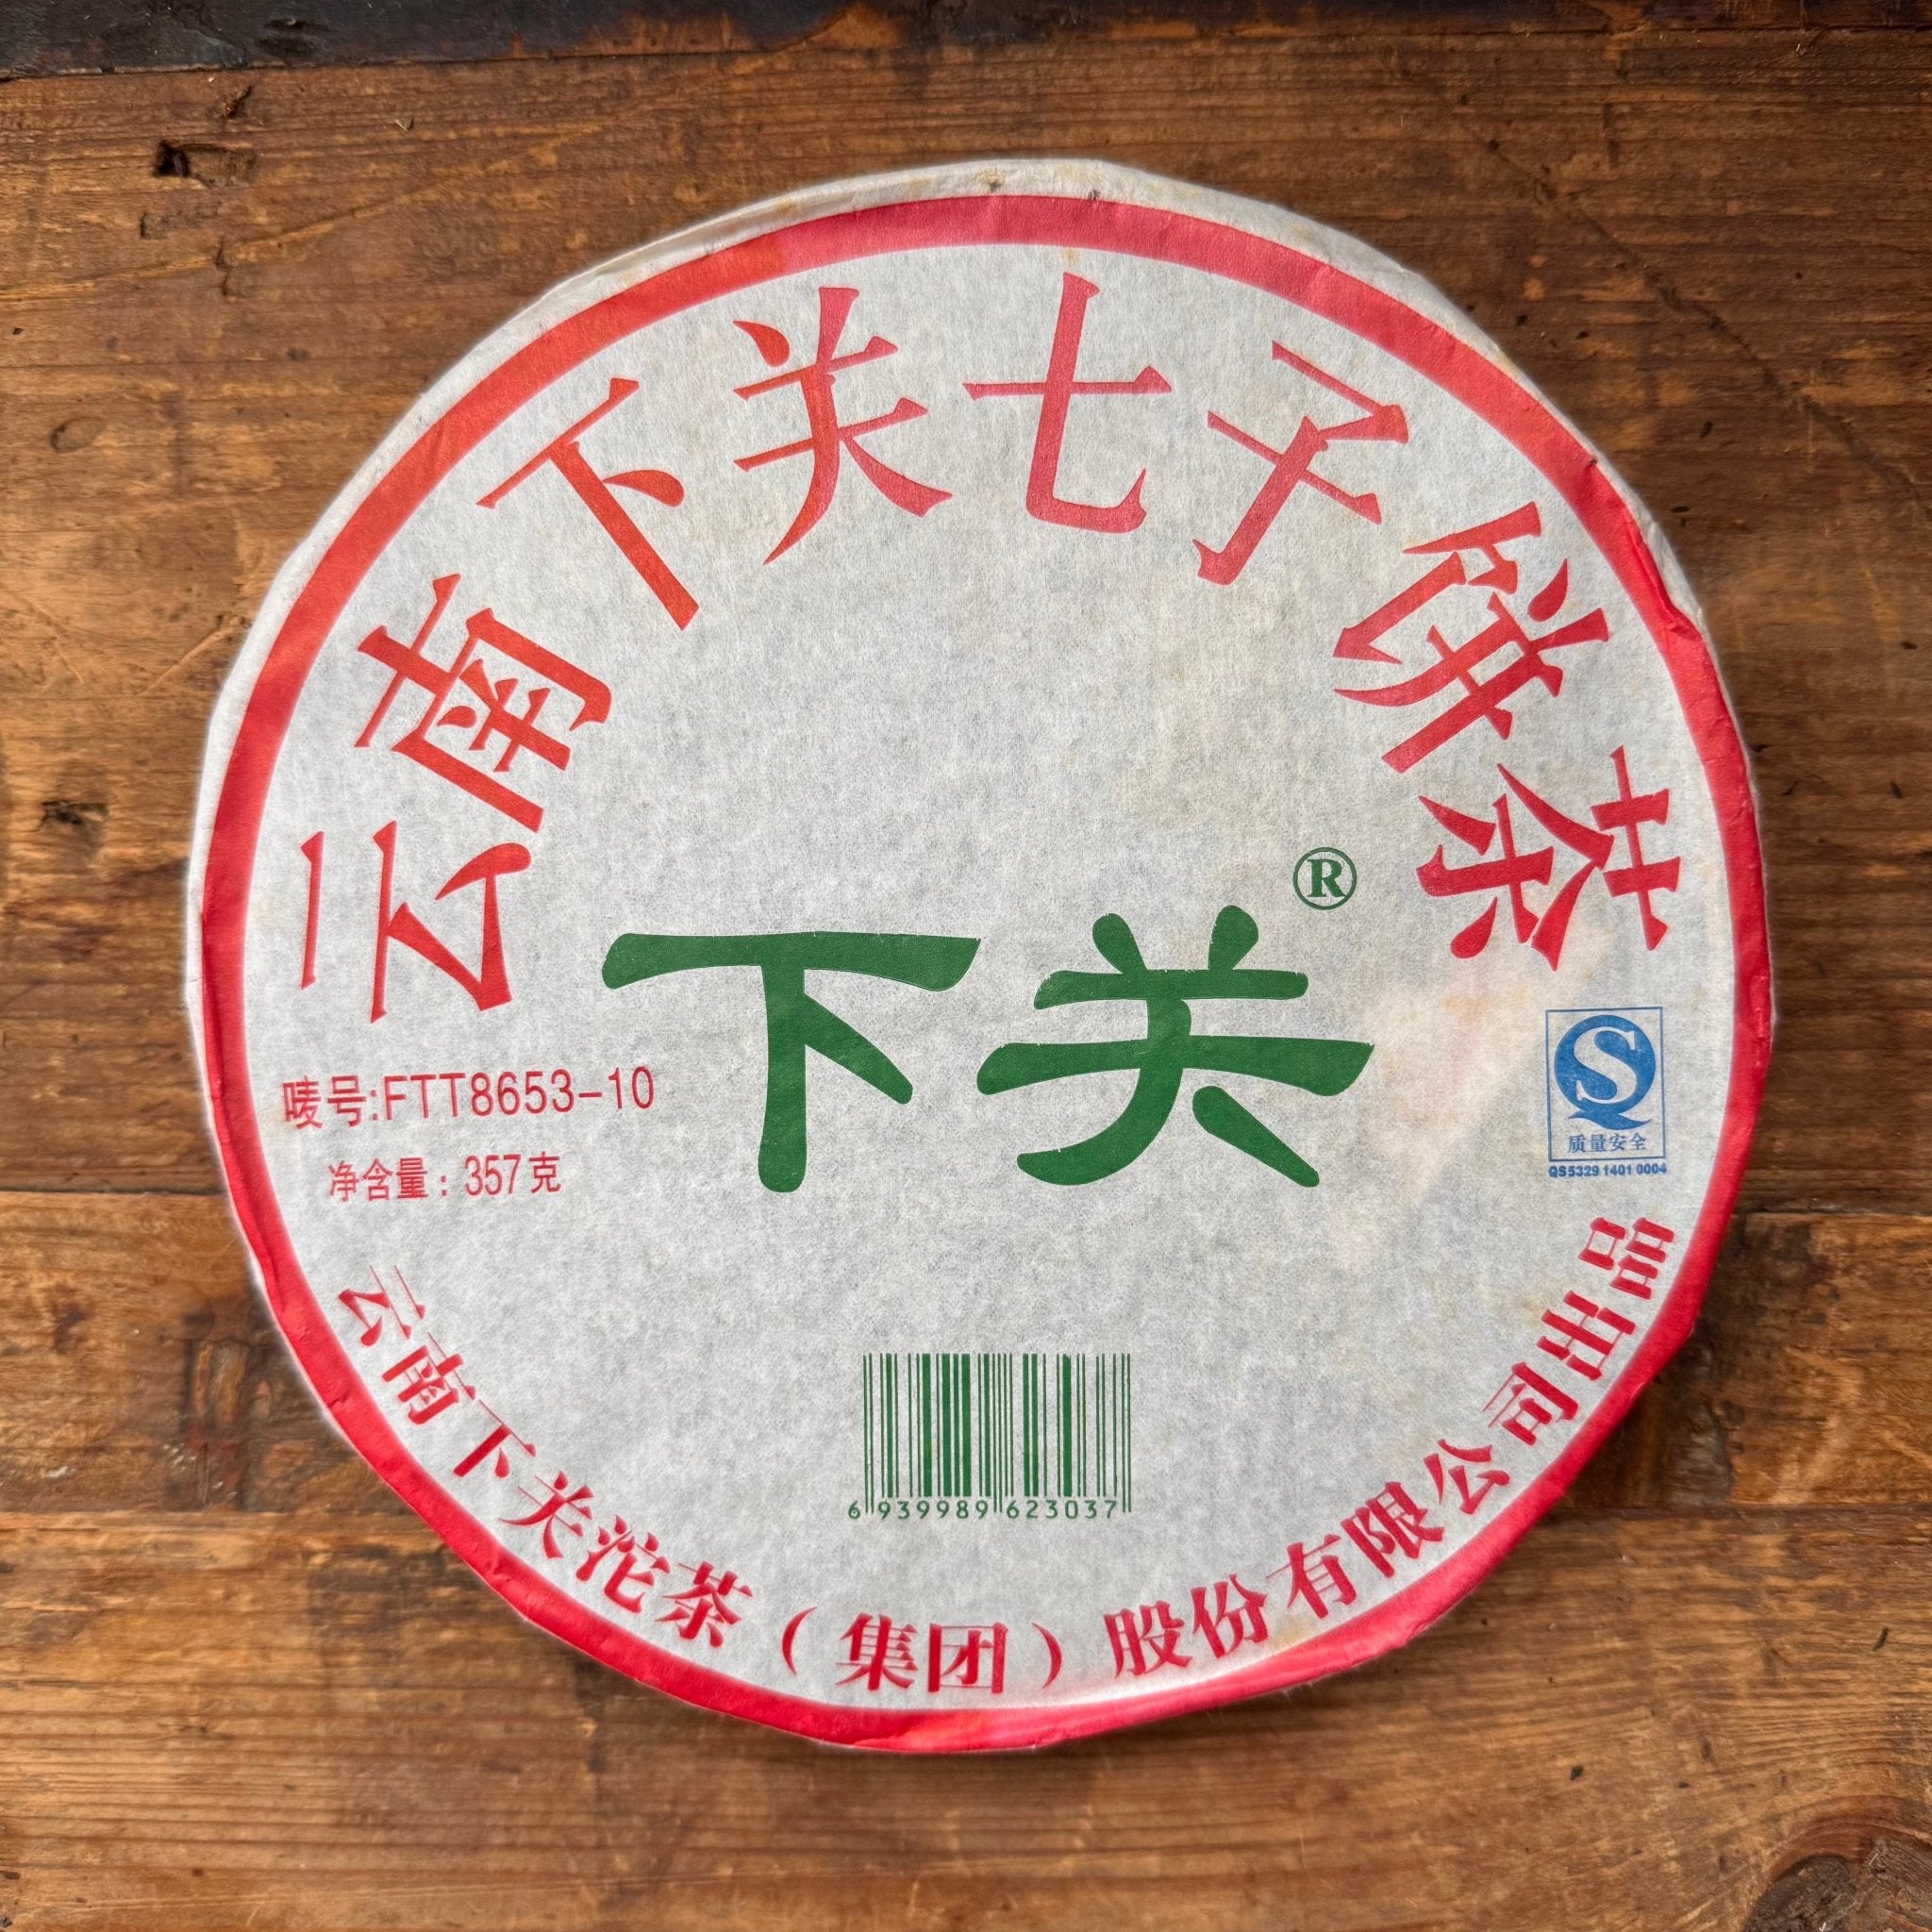 云南下关七子饼茶
下关®
唛号:FTT8653-10
净含量：357克
质量安全
QS5329 1401 0004
6 939989 623037
云南下关沱茶（集团）股份有限公司出品